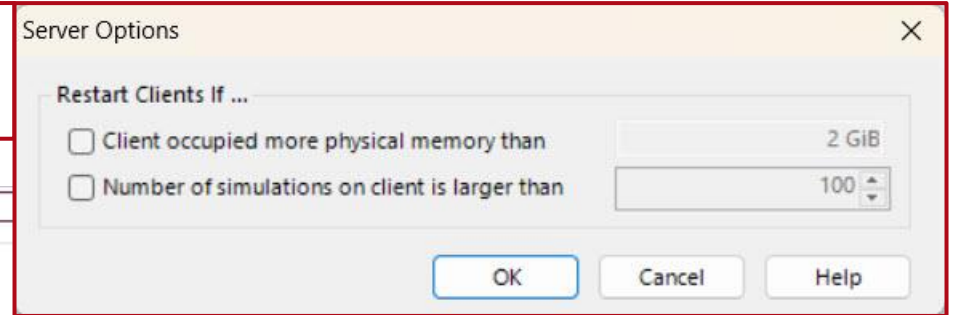 Server Options
Restart Clients If ...
Client occupied more physical memory than 2 GiB
Number of simulations on client is larger than 100
OK Cancel Help